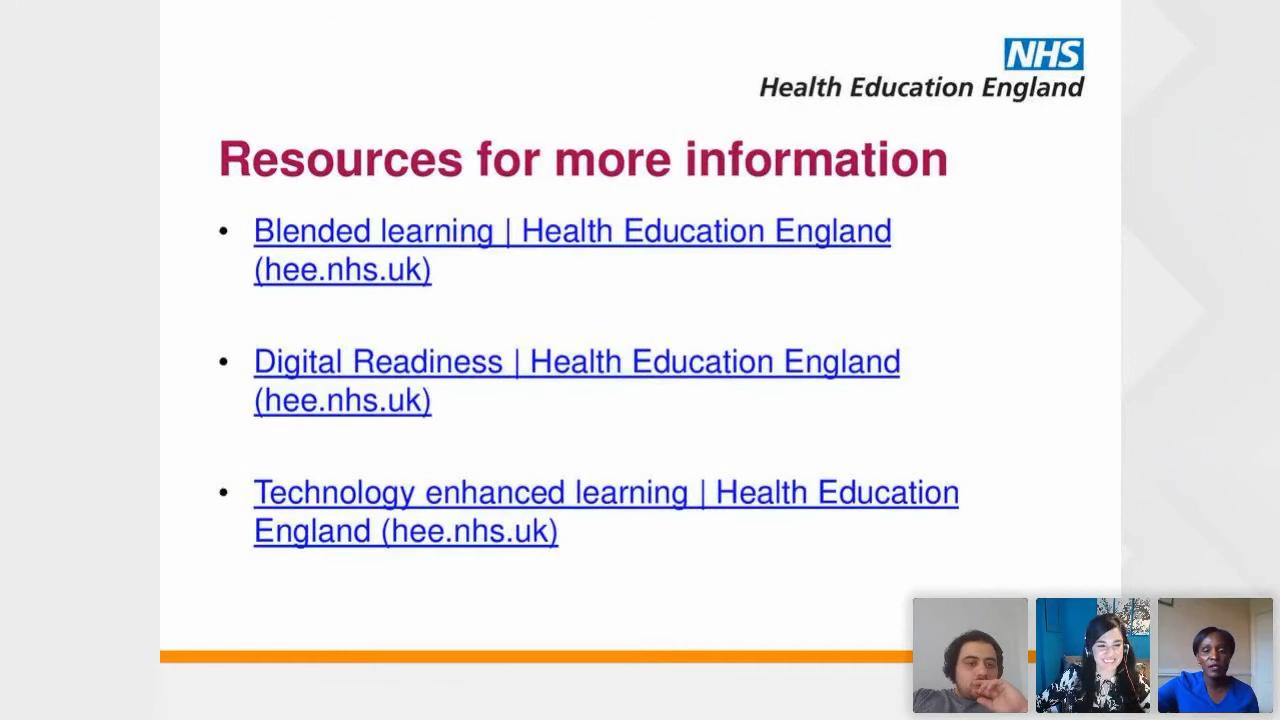 NHS
Health Education England
Resources for more information
• Blended learning | Health Education England
(hee.nhs.uk)
• Digital Readiness | Health Education England
(hee.nhs.uk)
• Technology enhanced learning | Health Education
England (hee.nhs.uk)